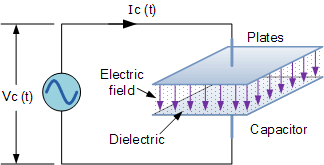 Ic (t)
Plates
Electric
field
Vc (t)
Dielectric
Capacitor